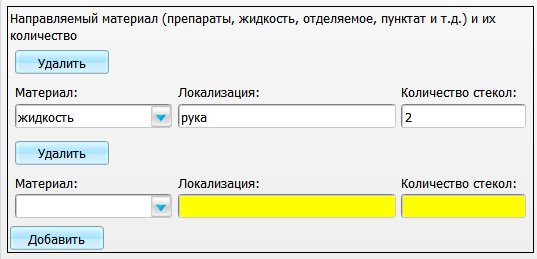 Направляемый материал (препараты, жидкость, отделяемое, пунктат и т.д.) и их
количество
Удалить
Материал: Локализация: Количество стекол:
жидкость рука 2
Удалить
Материал: Локализация: Количество стекол:
Добавить